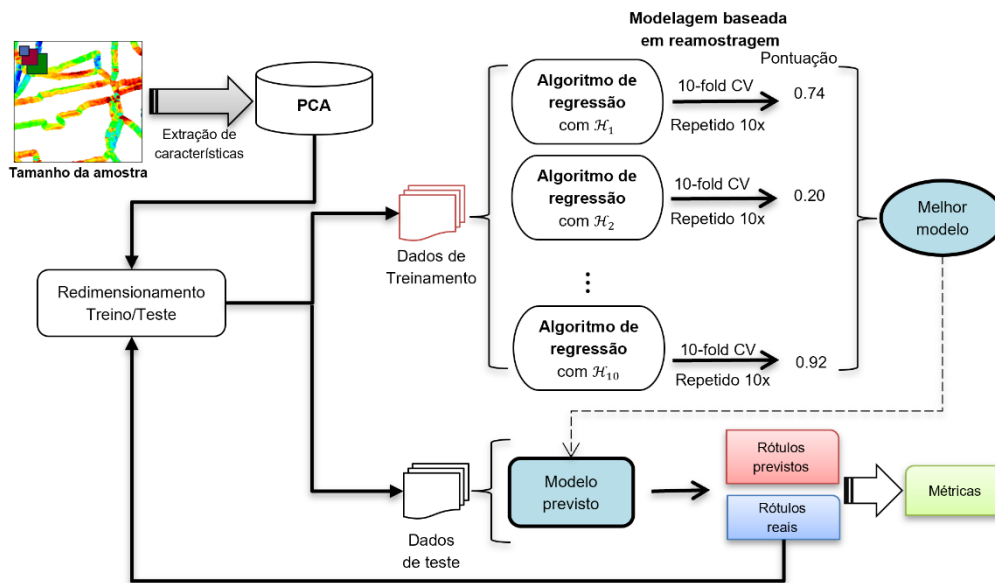 Modelagem baseada
em reamostragem
Pontuação
Tamanho da amostra
Extração de
características
PCA
Algoritmo de
regressão
com ℋ₁
10-fold CV
Repetido 10x
0.74
Algoritmo de
regressão
com ℋ₂
10-fold CV
Repetido 10x
0.20
Melhor
modelo
Dados de
Treinamento
Redimensionamento
Treino/Teste
⋮
Algoritmo de
regressão
com ℋ₁₀
10-fold CV
Repetido 10x
0.92
Dados
de teste
Modelo
previsto
Rótulos
previstos
Rótulos
reais
Métricas